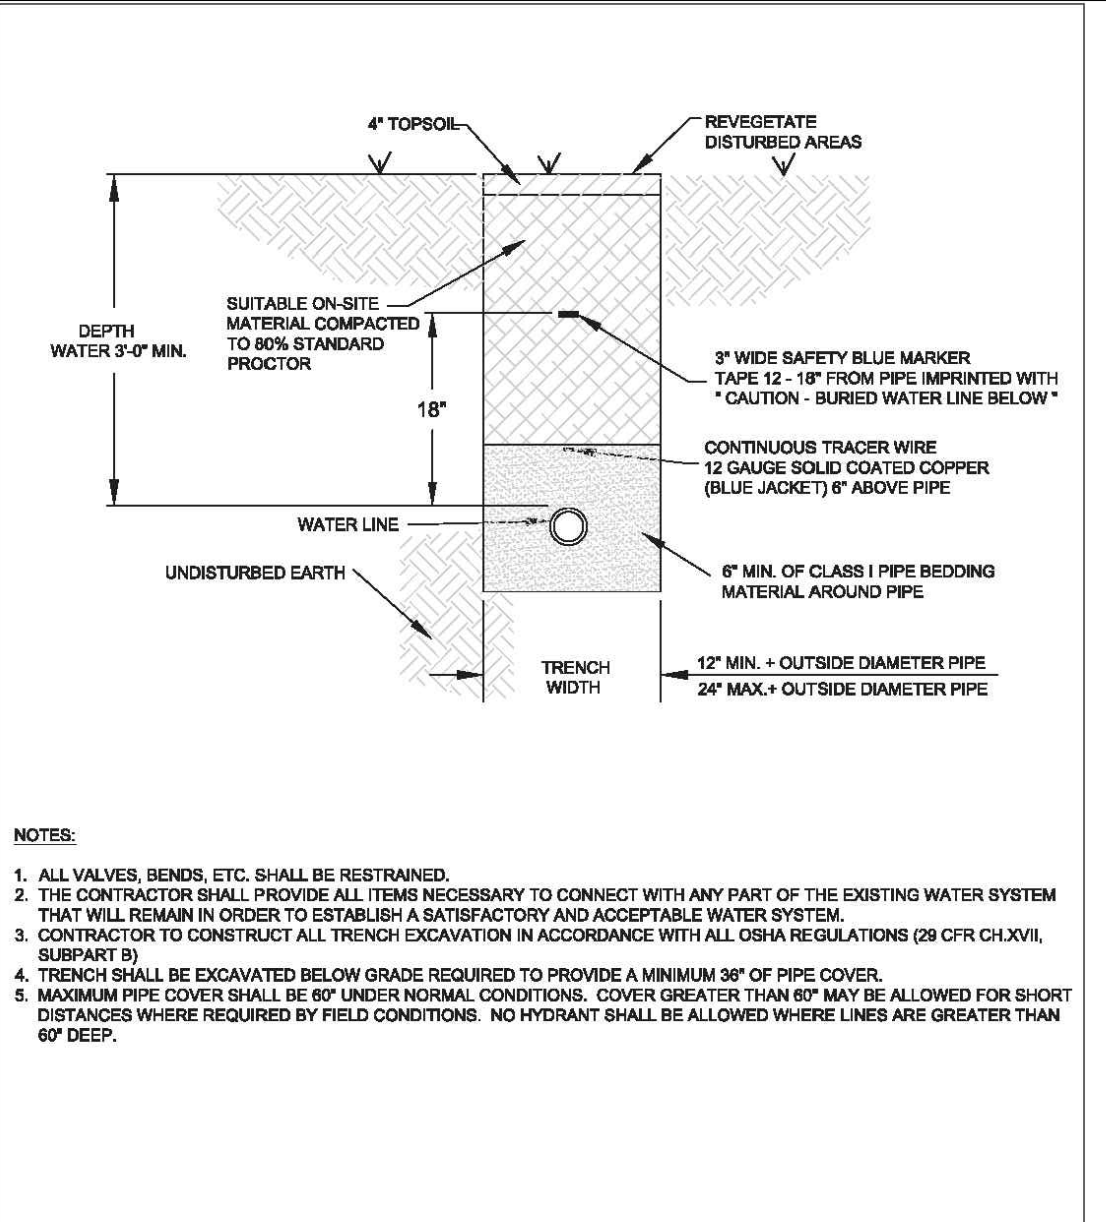 4" TOPSOIL
REVEGETATE
DISTURBED AREAS
SUITABLE ON-SITE
MATERIAL COMPACTED
TO 80% STANDARD
PROCTOR
DEPTH
WATER 3'-0" MIN.
18"
3" WIDE SAFETY BLUE MARKER
TAPE 12 - 18" FROM PIPE IMPRINTED WITH
" CAUTION - BURIED WATER LINE BELOW "
CONTINUOUS TRACER WIRE
12 GAUGE SOLID COATED COPPER
(BLUE JACKET) 6" ABOVE PIPE
WATER LINE
UNDISTURBED EARTH
6" MIN. OF CLASS I PIPE BEDDING
MATERIAL AROUND PIPE
TRENCH
WIDTH
12" MIN. + OUTSIDE DIAMETER PIPE
24" MAX.+ OUTSIDE DIAMETER PIPE
NOTES:
1. ALL VALVES, BENDS, ETC. SHALL BE RESTRAINED.
2. THE CONTRACTOR SHALL PROVIDE ALL ITEMS NECESSARY TO CONNECT WITH ANY PART OF THE EXISTING WATER SYSTEM
THAT WILL REMAIN IN ORDER TO ESTABLISH A SATISFACTORY AND ACCEPTABLE WATER SYSTEM.
3. CONTRACTOR TO CONSTRUCT ALL TRENCH EXCAVATION IN ACCORDANCE WITH ALL OSHA REGULATIONS (29 CFR CH.XVII,
SUBPART B)
4. TRENCH SHALL BE EXCAVATED BELOW GRADE REQUIRED TO PROVIDE A MINIMUM 36" OF PIPE COVER.
5. MAXIMUM PIPE COVER SHALL BE 60" UNDER NORMAL CONDITIONS. COVER GREATER THAN 60" MAY BE ALLOWED FOR SHORT
DISTANCES WHERE REQUIRED BY FIELD CONDITIONS. NO HYDRANT SHALL BE ALLOWED WHERE LINES ARE GREATER THAN
60" DEEP.